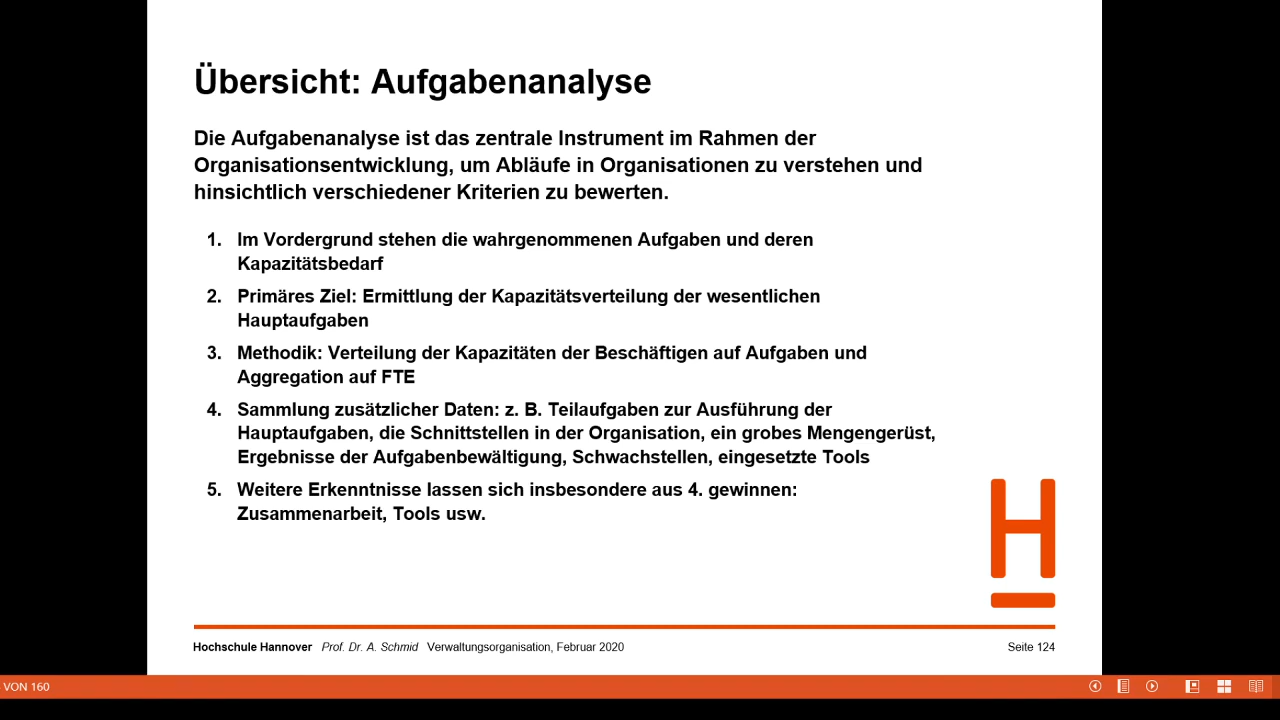 Übersicht: Aufgabenanalyse
Die Aufgabenanalyse ist das zentrale Instrument im Rahmen der
Organisationsentwicklung, um Abläufe in Organisationen zu verstehen und
hinsichtlich verschiedener Kriterien zu bewerten.
1. Im Vordergrund stehen die wahrgenommenen Aufgaben und deren
Kapazitätsbedarf
2. Primäres Ziel: Ermittlung der Kapazitätsverteilung der wesentlichen
Hauptaufgaben
3. Methodik: Verteilung der Kapazitäten der Beschäftigen auf Aufgaben und
Aggregation auf FTE
4. Sammlung zusätzlicher Daten: z. B. Teilaufgaben zur Ausführung der
Hauptaufgaben, die Schnittstellen in der Organisation, ein grobes Mengengerüst,
Ergebnisse der Aufgabenbewältigung, Schwachstellen, eingesetzte Tools
5. Weitere Erkenntnisse lassen sich insbesondere aus 4. gewinnen:
Zusammenarbeit, Tools usw.
H
Hochschule Hannover Prof. Dr. A. Schmid Verwaltungsorganisation, Februar 2020 Seite 124
VON 160